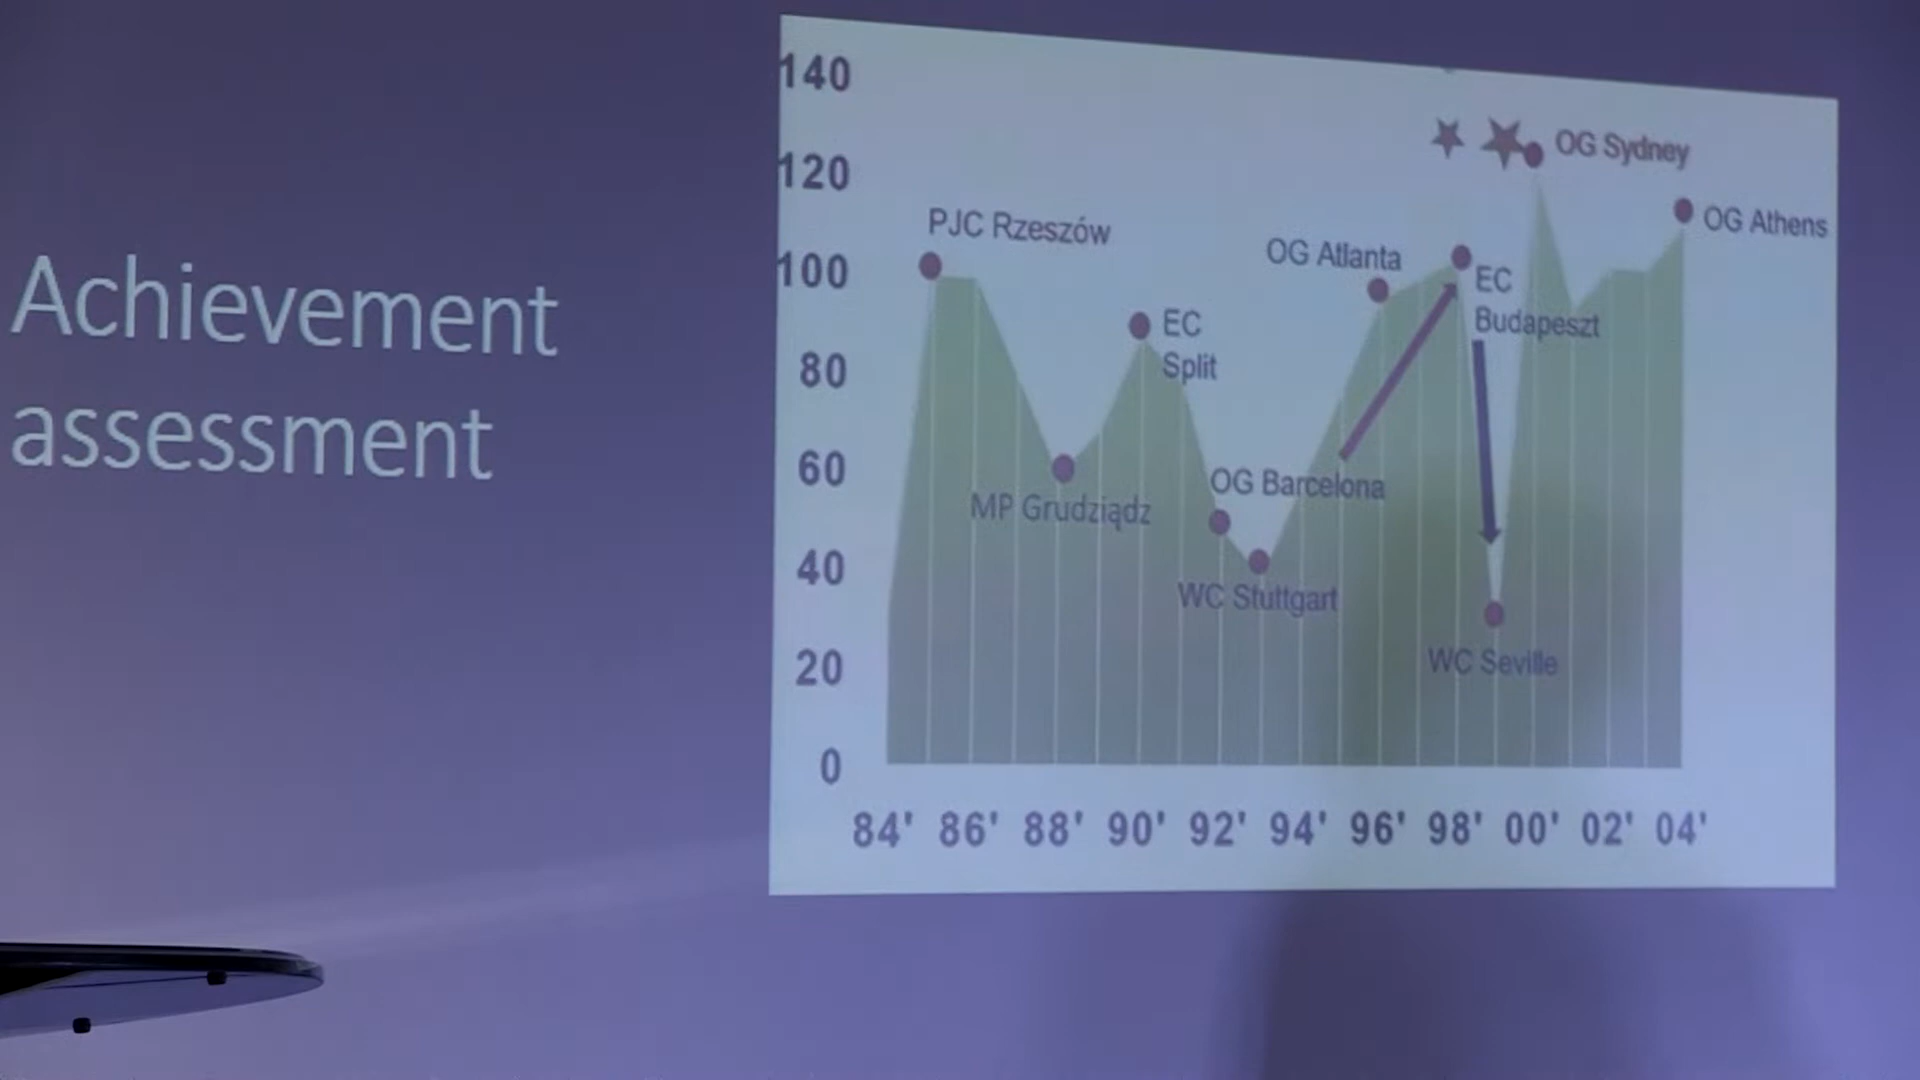 Achievement
assessment
140
120
100
80
60
40
20
0
PJC Rzeszów
MP Grudziądz
EC
Split
OG Barcelona
WC Stuttgart
OG Atlanta
EC
Budapeszt
WC Seville
OG Sydney
OG Athens
84' 86' 88' 90' 92' 94' 96' 98' 00' 02' 04'